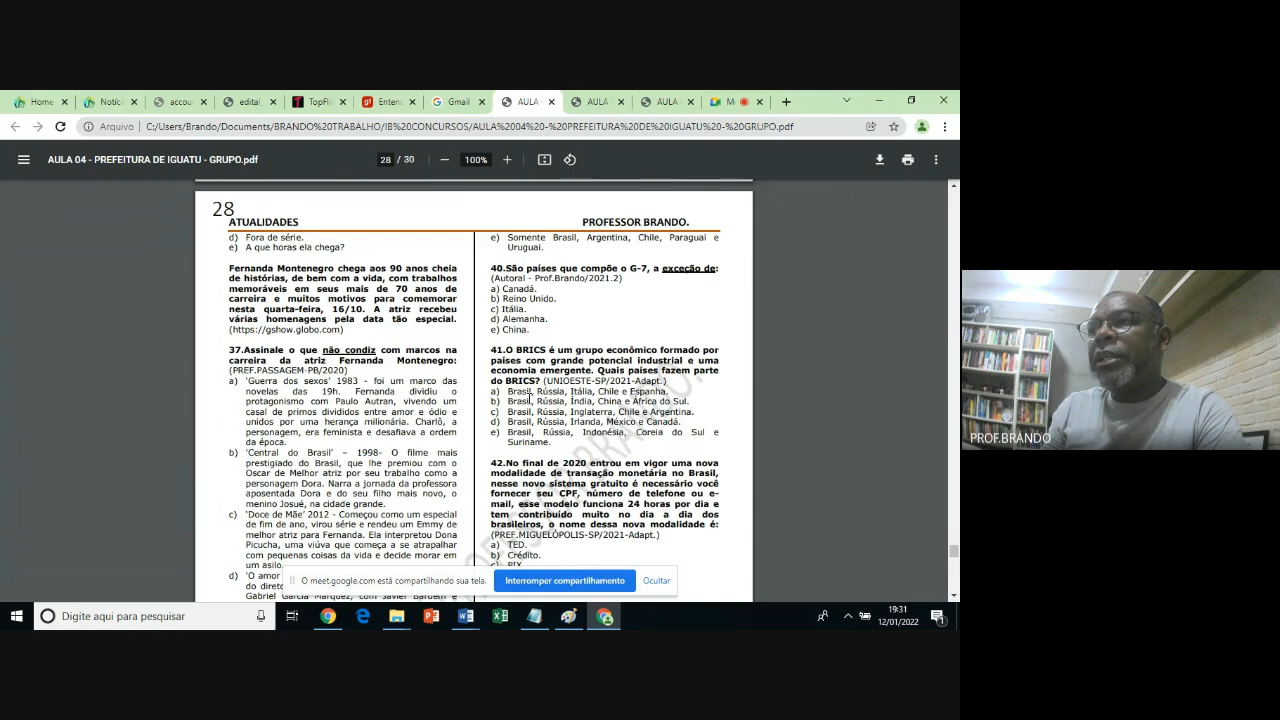 Home
Notíci
accou
edital_
TopFli
Enten
Gmail
AULA
AULA
AULA
M
Arquivo
C:/Users/Brando/Documents/BRANDO%20TRABALHO/IB%20CONCURSOS/AULA%2004%20-%20PREFEITURA%20DE%20IGUATU%20-%20GRUPO.pdf
AULA 04 - PREFEITURA DE IGUATU - GRUPO.pdf
28 / 30
100%
28
ATUALIDADES
PROFESSOR BRANDO.
d) Fora de série.
e) A que horas ela chega?
Fernanda Montenegro chega aos 90 anos cheia
de histórias, de bem com a vida, com trabalhos
memoráveis em seus mais de 70 anos de
carreira e muitos motivos para comemorar
nesta quarta-feira, 16/10. A atriz recebeu
várias homenagens pela data tão especial.
(https://gshow.globo.com)
37.Assinale o que não condiz com marcos na
carreira da atriz Fernanda Montenegro:
(PREF.PASSAGEM-PB/2020)
a) 'Guerra dos sexos' 1983 - foi um marco das
novelas das 19h. Fernanda dividiu o
protagonismo com Paulo Autran, vivendo um
casal de primos divididos entre amor e ódio e
unidos por uma herança milionária. Charlô, a
personagem, era feminista e desafiava a ordem
da época.
b) 'Central do Brasil' – 1998- O filme mais
prestigiado do Brasil, que lhe premiou com o
Oscar de Melhor atriz por seu trabalho como a
personagem Dora. Narra a jornada da professora
aposentada Dora e do seu filho mais novo, o
menino Josué, na cidade grande.
c) 'Doce de Mãe' 2012 - Começou como um especial
de fim de ano, virou série e rendeu um Emmy de
melhor atriz para Fernanda. Ela interpretou Dona
Picucha, uma viúva que começa a se atrapalhar
com pequenas coisas da vida e decide morar em
um asilo.
d) 'O amor
do direto
Gabriel García Márquez, com Javier Bardem e
e) Somente Brasil, Argentina, Chile, Paraguai e
Uruguai.
40.São países que compõe o G-7, a exceção de:
(Autoral - Prof.Brando/2021.2)
a) Canadá.
b) Reino Unido.
c) Itália.
d) Alemanha.
e) China.
41.O BRICS é um grupo econômico formado por
países com grande potencial industrial e uma
economia emergente. Quais países fazem parte
do BRICS? (UNIOESTE-SP/2021-Adapt.)
a) Brasil, Rússia, Itália, Chile e Espanha.
b) Brasil, Rússia, Índia, China e África do Sul.
c) Brasil, Rússia, Inglaterra, Chile e Argentina.
d) Brasil, Rússia, Irlanda, México e Canadá.
e) Brasil, Rússia, Indonésia, Coreia do Sul e
Suriname.
42.No final de 2020 entrou em vigor uma nova
modalidade de transação monetária no Brasil,
nesse novo sistema gratuito é necessário você
fornecer seu CPF, número de telefone ou e-
mail, esse modelo funciona 24 horas por dia e
tem contribuído muito no dia a dia dos
brasileiros, o nome dessa nova modalidade é:
(PREF.MIGUELÓPOLIS-SP/2021-Adapt.)
a) TED.
b) Crédito.
c) PIX.
O meet.google.com está compartilhando sua tela.
Interromper compartilhamento
Ocultar
PROF.BRANDO
Digite aqui para pesquisar
19:31
12/01/2022